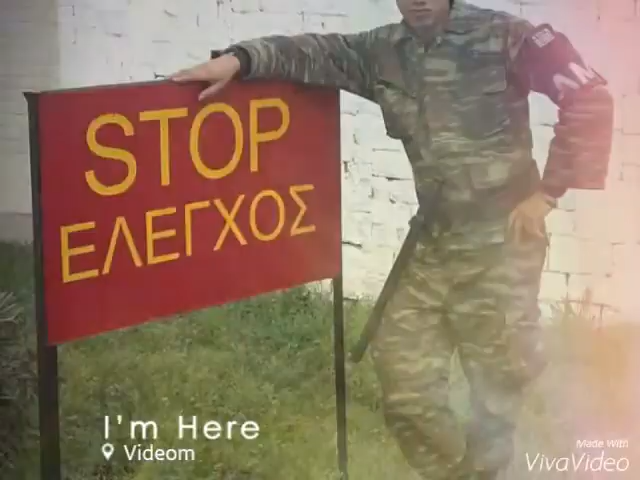 STOP
ΕΛΕΓΧΟΣ
I'm Here
Videom
Made With
VivaVideo